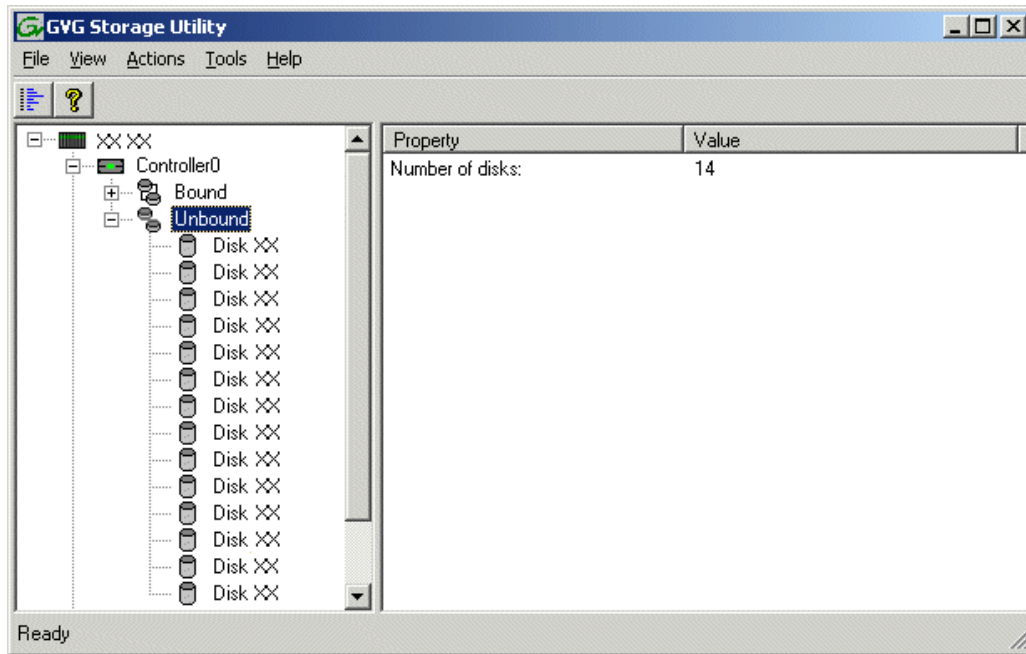 GVG Storage Utility
File View Actions Tools Help
XX XX
Controller0
Bound
Unbound
Disk XX
Disk XX
Disk XX
Disk XX
Disk XX
Disk XX
Disk XX
Disk XX
Disk XX
Disk XX
Disk XX
Disk XX
Disk XX
Disk XX
Property Value
Number of disks: 14
Ready